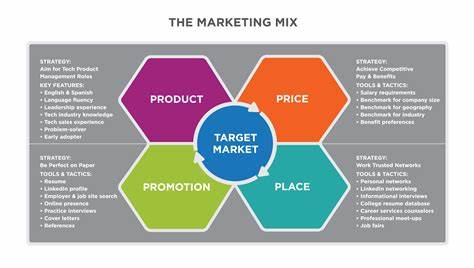 THE MARKETING MIX
STRATEGY:
Aim for Tech Product
Management Roles
KEY FEATURES:
• English & Spanish
• Language fluency
• Leadership experience
• Tech industry knowledge
• Tech sales experience
• Problem-solver
• Early adopter
PRODUCT
PRICE
STRATEGY:
Achieve Competitive
Pay & Benefits
TOOLS & TACTICS:
• Salary requirements
• Benchmark for company size
• Benchmark for geography
• Benchmark for industry
• Benefit preferences
TARGET
MARKET
STRATEGY:
Be Perfect on Paper
TOOLS & TACTICS:
• Resume
• LinkedIn profile
• Employer & job site search
• Online presence
• Practice interviews
• Cover letters
• References
PROMOTION
PLACE
STRATEGY:
Work Trusted Networks
TOOLS & TACTICS:
• Personal networks
• LinkedIn networking
• Informational interviews
• College resume database
• Career services counselors
• Professional meet-ups
• Job fairs